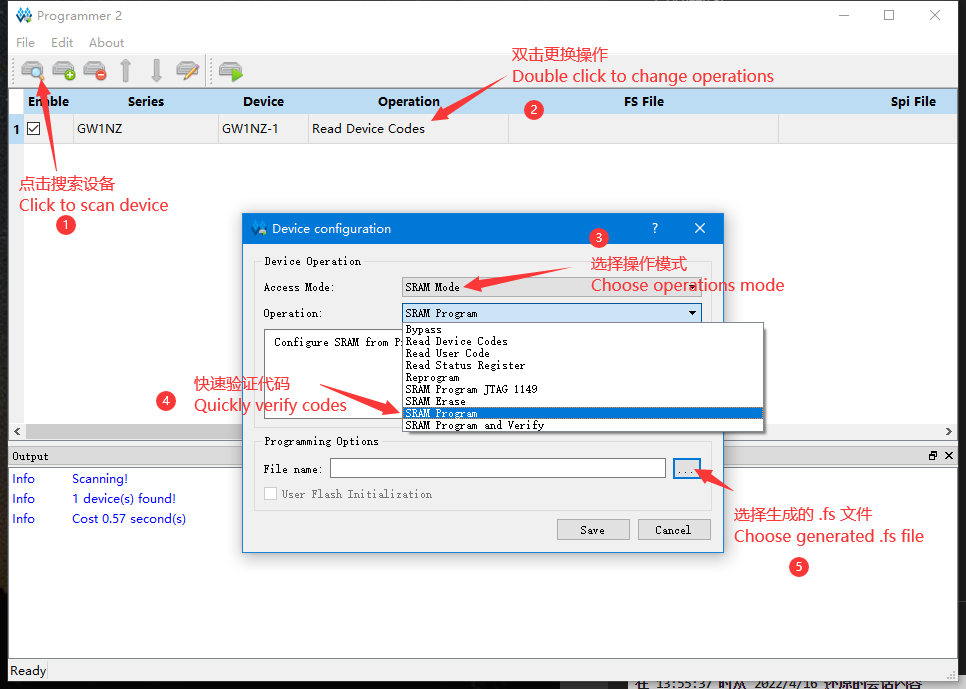 Programmer 2
File Edit About
双击更换操作
Double click to change operations
Enable Series Device Operation FS File Spi File
2
1 GW1NZ GW1NZ-1 Read Device Codes
点击搜索设备
Click to scan device
1
Device configuration ?
3
Device Operation
选择操作模式
Access Mode: SRAM Mode
Choose operations mode
Operation: SRAM Program
Bypass
Configure SRAM from
Read Device Codes
Read User Code
Read Status Register
Reprogram
SRAM Program JTAG 1149
SRAM Erase
SRAM Program
SRAM Program and Verify
快速验证代码
4
Quickly verify codes
Programming Options
File name: ...
User Flash Initialization
Save Cancel
Output
Info Scanning!
Info 1 device(s) found!
Info Cost 0.57 second(s)
选择生成的 .fs 文件
Choose generated .fs file
5
Ready
在 13:55:37 时从 2022/4/16 还原的会话内容